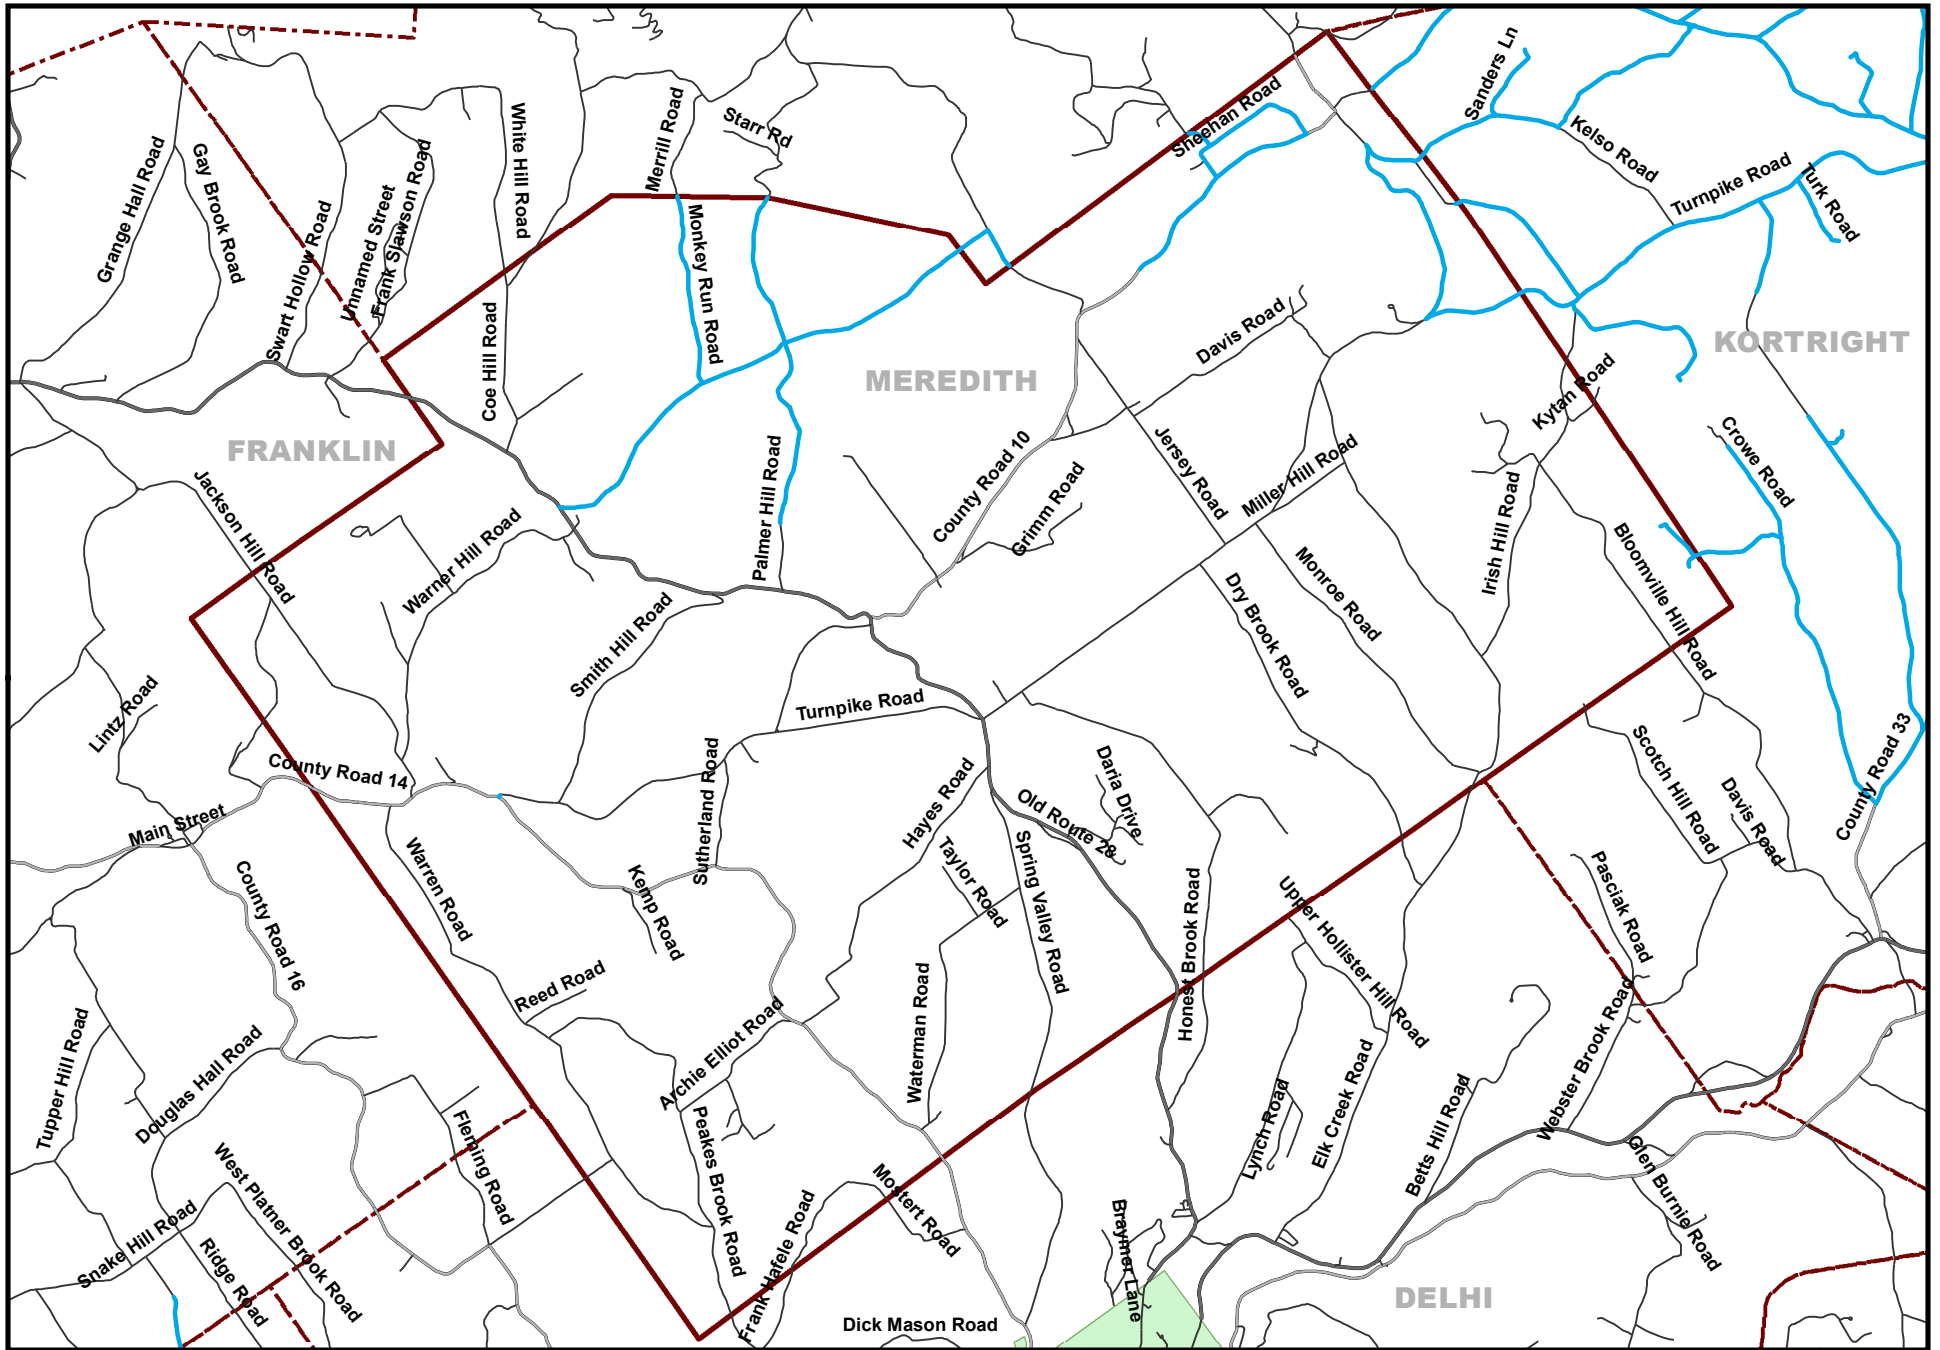 Sanders Ln
Sheehan Road
Merrill Road
White Hill Road
Starr Rd
Kelso Road
Grange Hall Road
Gay Brook Road
Frank Slawson Road
Unnamed Street
Swart Hollow Road
Turnpike Road
Turk Road
Monkey Run Road
Coe Hill Road
Davis Road
KORTRIGHT
MEREDITH
Kytan Road
FRANKLIN
Crowe Road
Jackson Hill Road
Palmer Hill Road
County Road 10
Grimm Road
Jersey Road
Miller Hill Road
Irish Hill Road
Warner Hill Road
Bloomville Hill Road
Monroe Road
Dry Brook Road
Smith Hill Road
Lintz Road
Turnpike Road
County Road 14
Sutherland Road
Daria Drive
Hayes Road
Old Route 28
Scotch Hill Road
Davis Road
County Road 33
Main Street
Warren Road
County Road 16
Kemp Road
Taylor Road
Spring Valley Road
Honest Brook Road
Upper Hollister Hill Road
Pasciak Road
Reed Road
Waterman Road
Archie Elliot Road
Webster Brook Road
Tupper Hill Road
Douglas Hall Road
Fleming Road
Peakes Brook Road
Lynch Road
Elk Creek Road
Betts Hill Road
Glen Burnie Road
West Platner Brook Road
Mostert Road
Snake Hill Road
Ridge Road
Frank Hafele Road
Braymer Lane
DELHI
Dick Mason Road